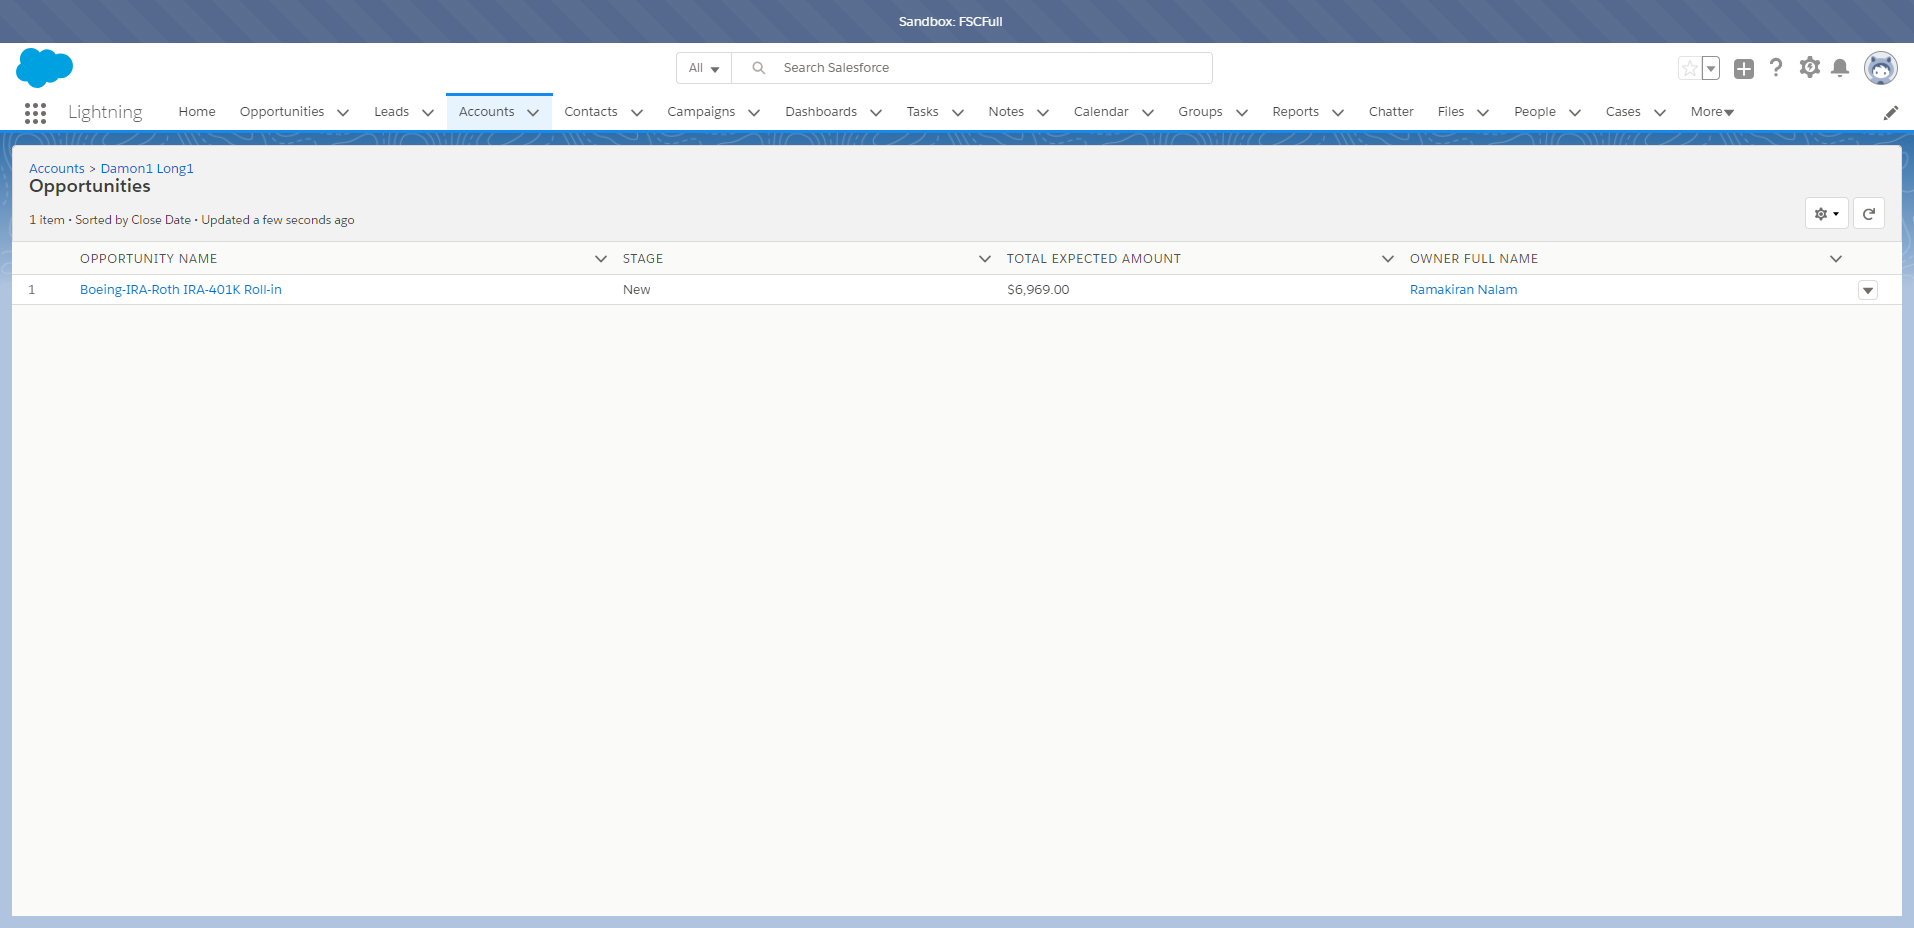 Sandbox: FSCFull
All
Search Salesforce
Lightning Home Opportunities Leads Accounts Contacts Campaigns Dashboards Tasks Notes Calendar Groups Reports Chatter Files People Cases More
Accounts > Damon1 Long1
Opportunities
1 item • Sorted by Close Date • Updated a few seconds ago
OPPORTUNITY NAME STAGE TOTAL EXPECTED AMOUNT OWNER FULL NAME
1 Boeing-IRA-Roth IRA-401K Roll-in New $6,969.00 Ramakiran Nalam